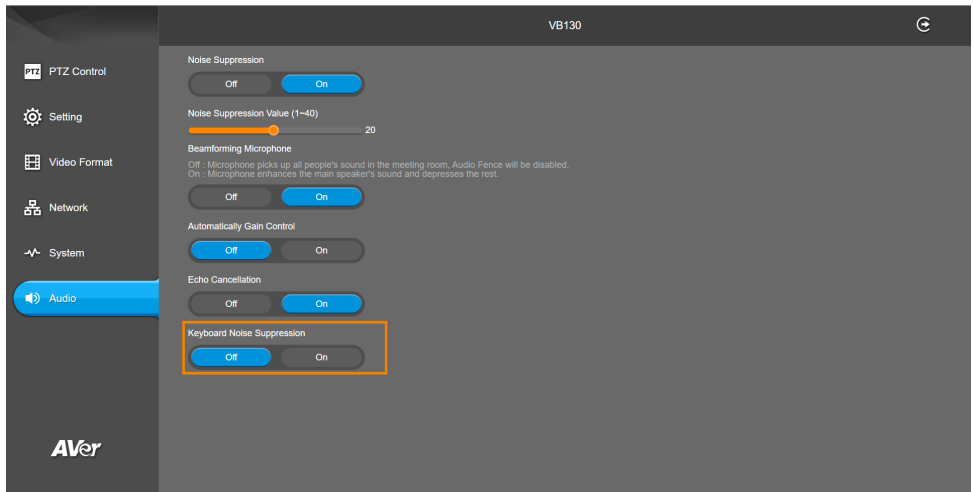 VB130
PTZ PTZ Control
Setting
Video Format
Network
System
Audio
AVer
Noise Suppression
Off On
Noise Suppression Value (1~40)
20
Beamforming Microphone
Off : Microphone picks up all people's sound in the meeting room, Audio Fence will be disabled.
On : Microphone enhances the main speaker's sound and depresses the rest.
Off On
Automatically Gain Control
Off On
Echo Cancellation
Off On
Keyboard Noise Suppression
Off On